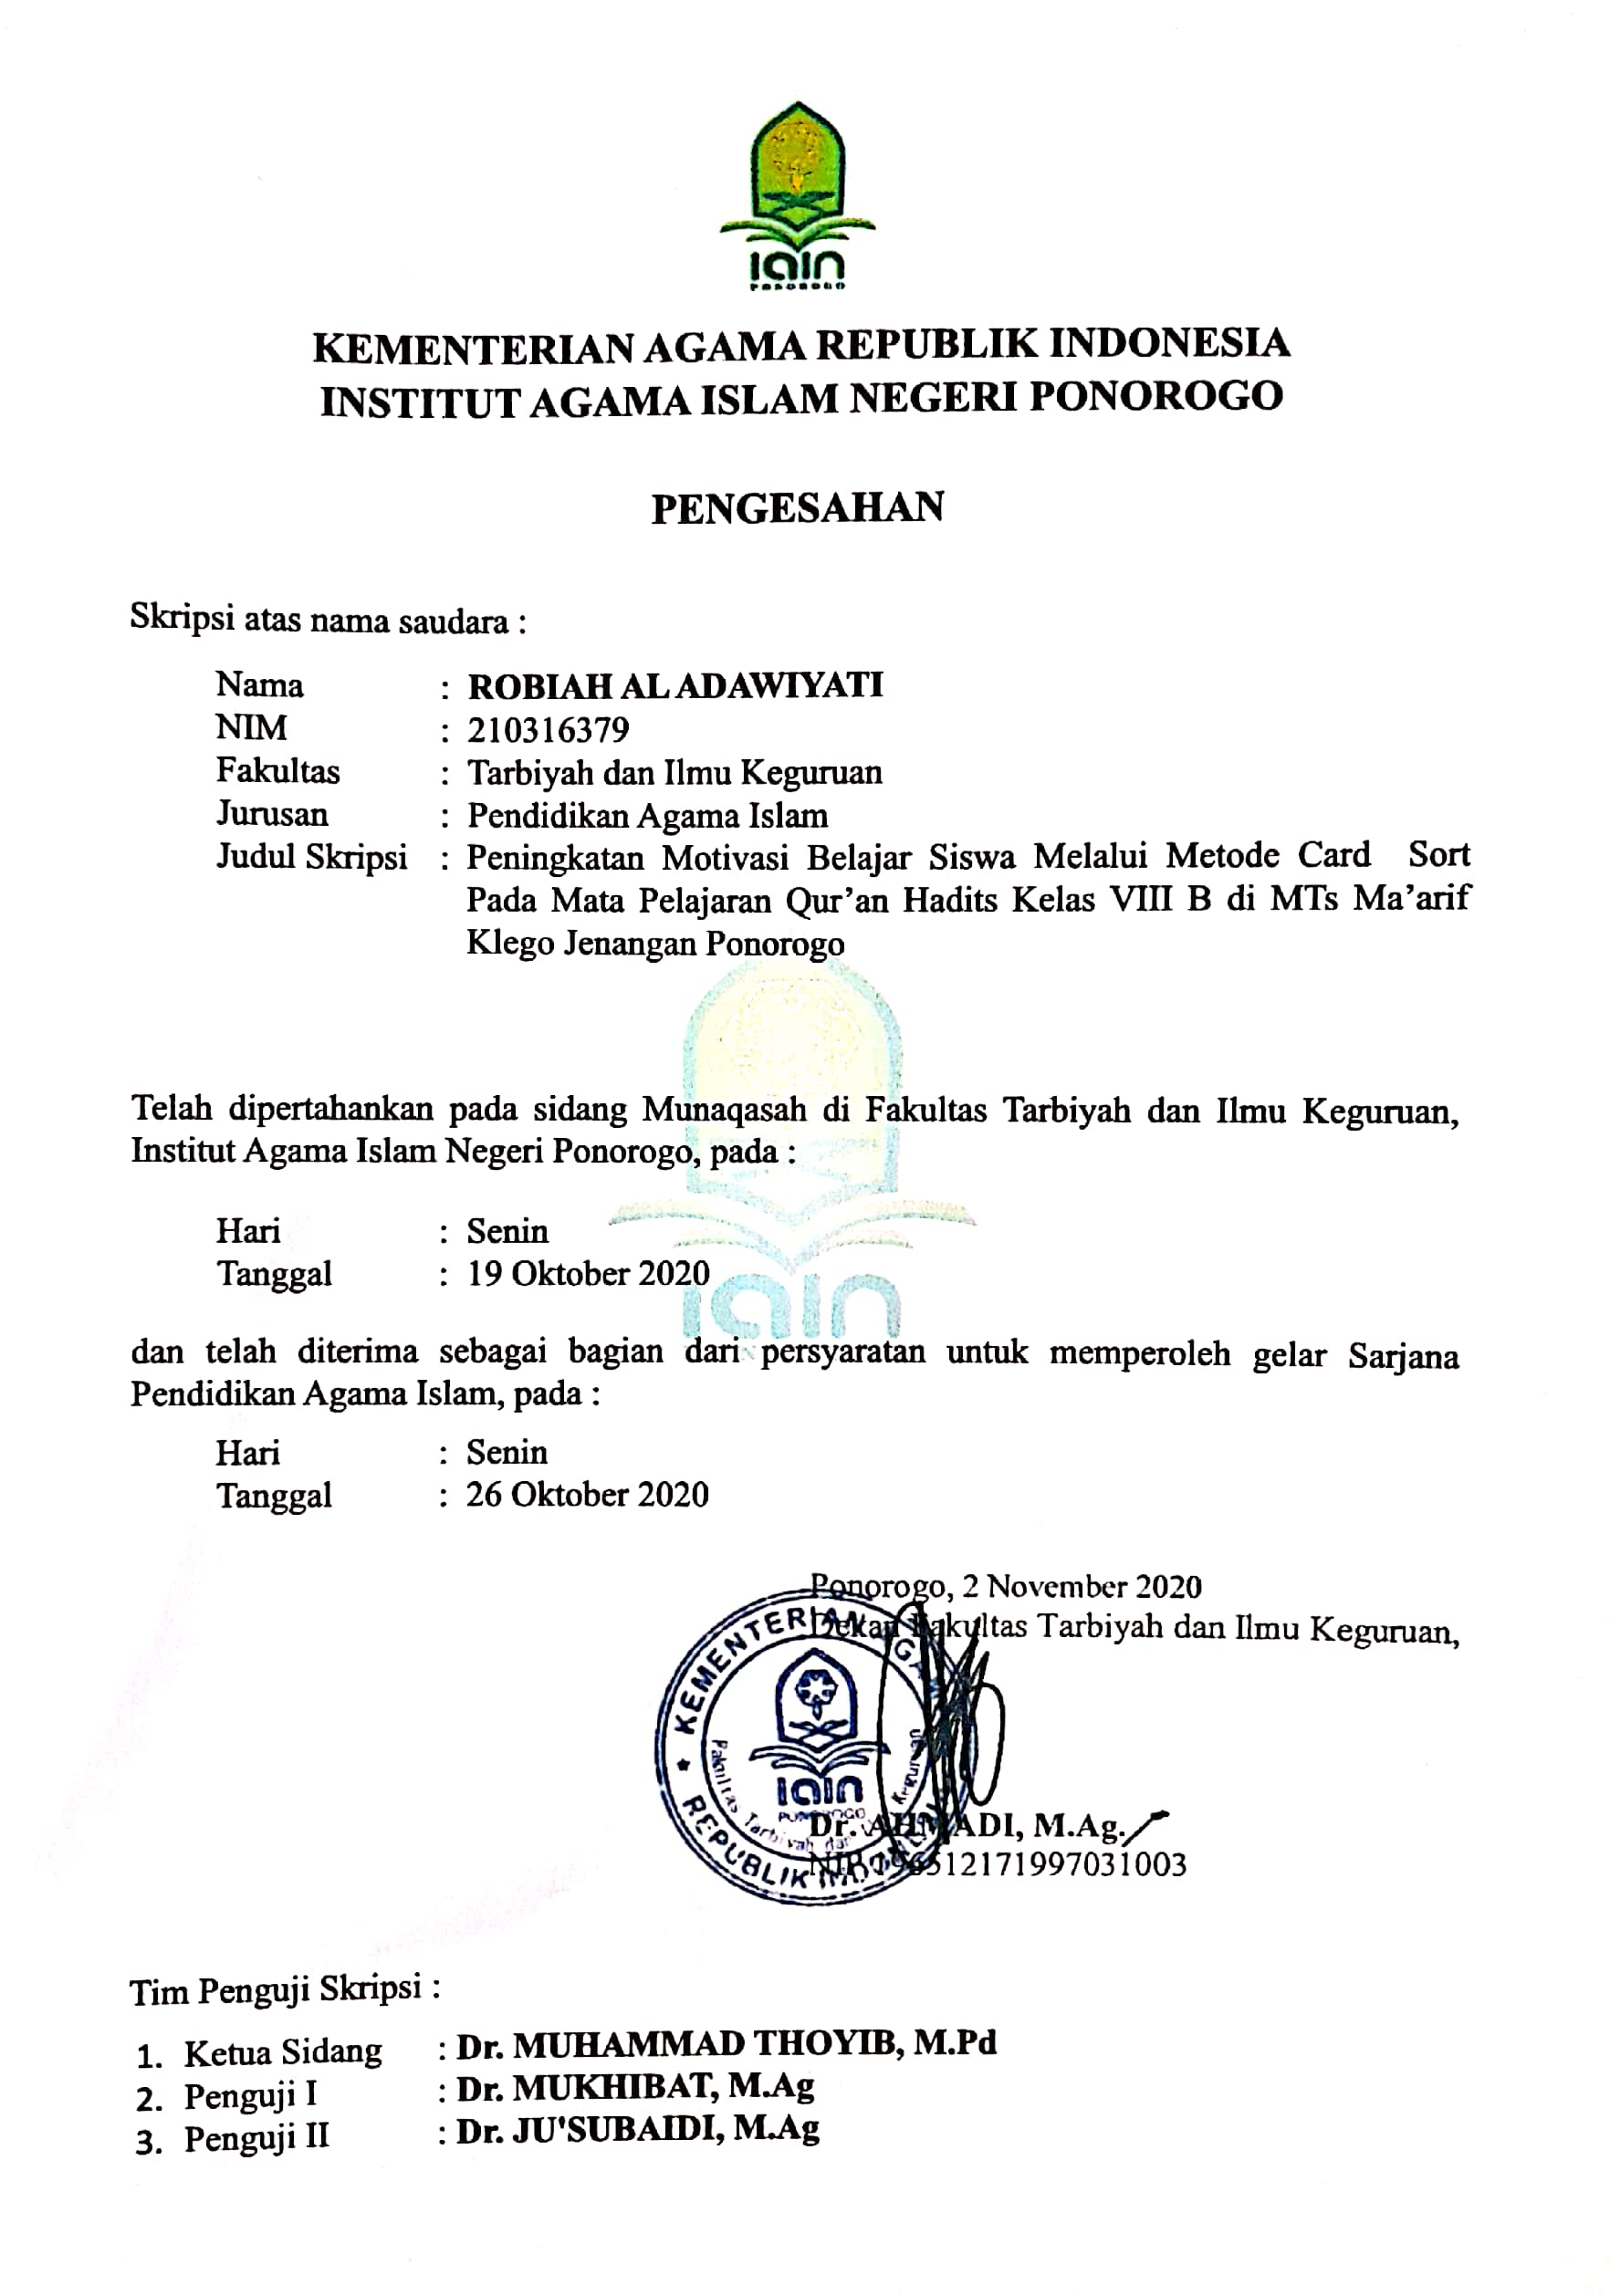 iain
PONOROGO
KEMENTERIAN AGAMA REPUBLIK INDONESIA
INSTITUT AGAMA ISLAM NEGERI PONOROGO
PENGESAHAN
Skripsi atas nama saudara :
Nama : ROBIAH AL ADAWIYATI
NIM : 210316379
Fakultas : Tarbiyah dan Ilmu Keguruan
Jurusan : Pendidikan Agama Islam
Judul Skripsi : Peningkatan Motivasi Belajar Siswa Melalui Metode Card Sort
Pada Mata Pelajaran Qur’an Hadits Kelas VIII B di MTs Ma’arif
Klego Jenangan Ponorogo
Telah dipertahankan pada sidang Munaqasah di Fakultas Tarbiyah dan Ilmu Keguruan,
Institut Agama Islam Negeri Ponorogo, pada :
Hari : Senin
Tanggal : 19 Oktober 2020
iain
dan telah diterima sebagai bagian dari persyaratan untuk memperoleh gelar Sarjana
Pendidikan Agama Islam, pada :
Hari : Senin
Tanggal : 26 Oktober 2020
Ponorogo, 2 November 2020
Dekan Fakultas Tarbiyah dan Ilmu Keguruan,
KEMENTERIAN AGAMA
REPUBLIK
Fakultas Tarbiyah dan Keguruan
iain
PONOROGO
Dr. AHMADI, M.Ag.
NIP. 196512171997031003
Tim Penguji Skripsi :
1. Ketua Sidang : Dr. MUHAMMAD THOYIB, M.Pd
2. Penguji I : Dr. MUKHIBAT, M.Ag
3. Penguji II : Dr. JU'SUBAIDI, M.Ag